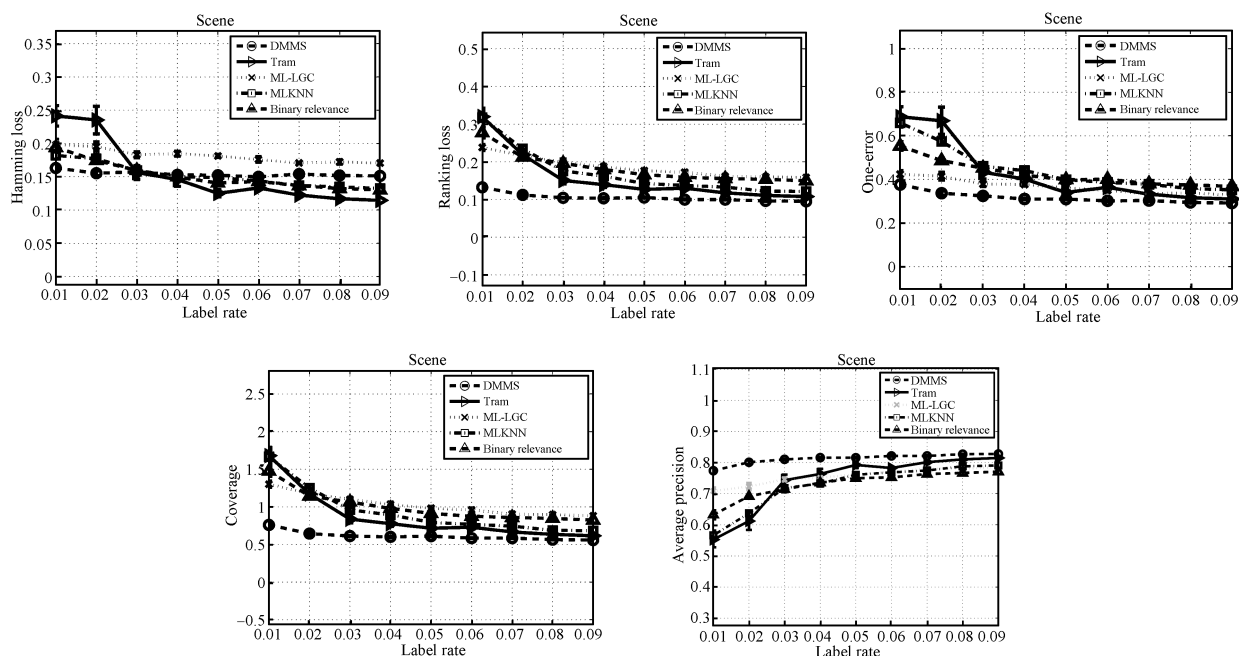 Scene
0.35
0.3
0.25
0.2
0.15
0.1
0.05
0
Hamming loss
DMMS
Tram
ML-LGC
MLKNN
Binary relevance
0.01 0.02 0.03 0.04 0.05 0.06 0.07 0.08 0.09
Label rate
Scene
0.5
0.4
0.3
0.2
0.1
0
−0.1
Ranking loss
DMMS
Tram
ML-LGC
MLKNN
Binary relevance
0.01 0.02 0.03 0.04 0.05 0.06 0.07 0.08 0.09
Label rate
Scene
1
0.8
0.6
0.4
0.2
0
One-error
DMMS
Tram
ML-LGC
MLKNN
Binary relevance
0.01 0.02 0.03 0.04 0.05 0.06 0.07 0.08 0.09
Label rate
Scene
2.5
2
1.5
1
0.5
0
−0.5
Coverage
DMMS
Tram
ML-LGC
MLKNN
Binary relevance
0.01 0.02 0.03 0.04 0.05 0.06 0.07 0.08 0.09
Label rate
Scene
1.1
1
0.9
0.8
0.7
0.6
0.5
0.4
0.3
Average precision
DMMS
Tram
ML-LGC
MLKNN
Binary relevance
0.01 0.02 0.03 0.04 0.05 0.06 0.07 0.08 0.09
Label rate